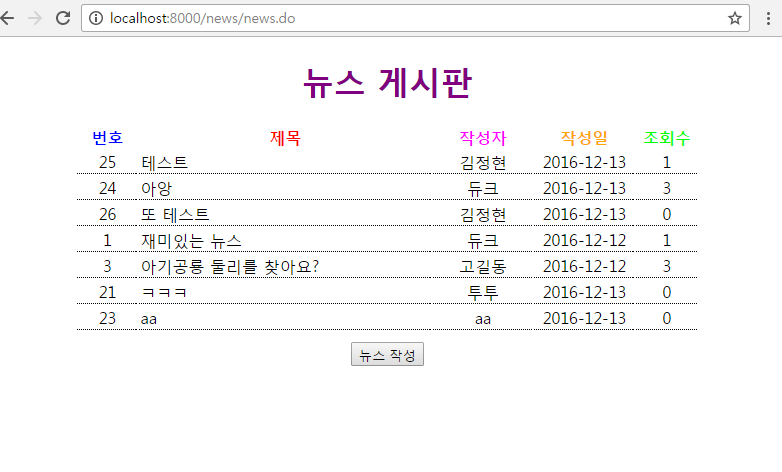 localhost:8000/news/news.do
뉴스 게시판
번호 제목 작성자 작성일 조회수
25 테스트 김정현 2016-12-13 1
24 아앙 듀크 2016-12-13 3
26 또 테스트 김정현 2016-12-13 0
1 재미있는 뉴스 듀크 2016-12-12 1
3 아기공룡 둘리를 찾아요? 고길동 2016-12-12 3
21 ㅋㅋㅋ 투투 2016-12-13 0
23 aa aa 2016-12-13 0
뉴스 작성